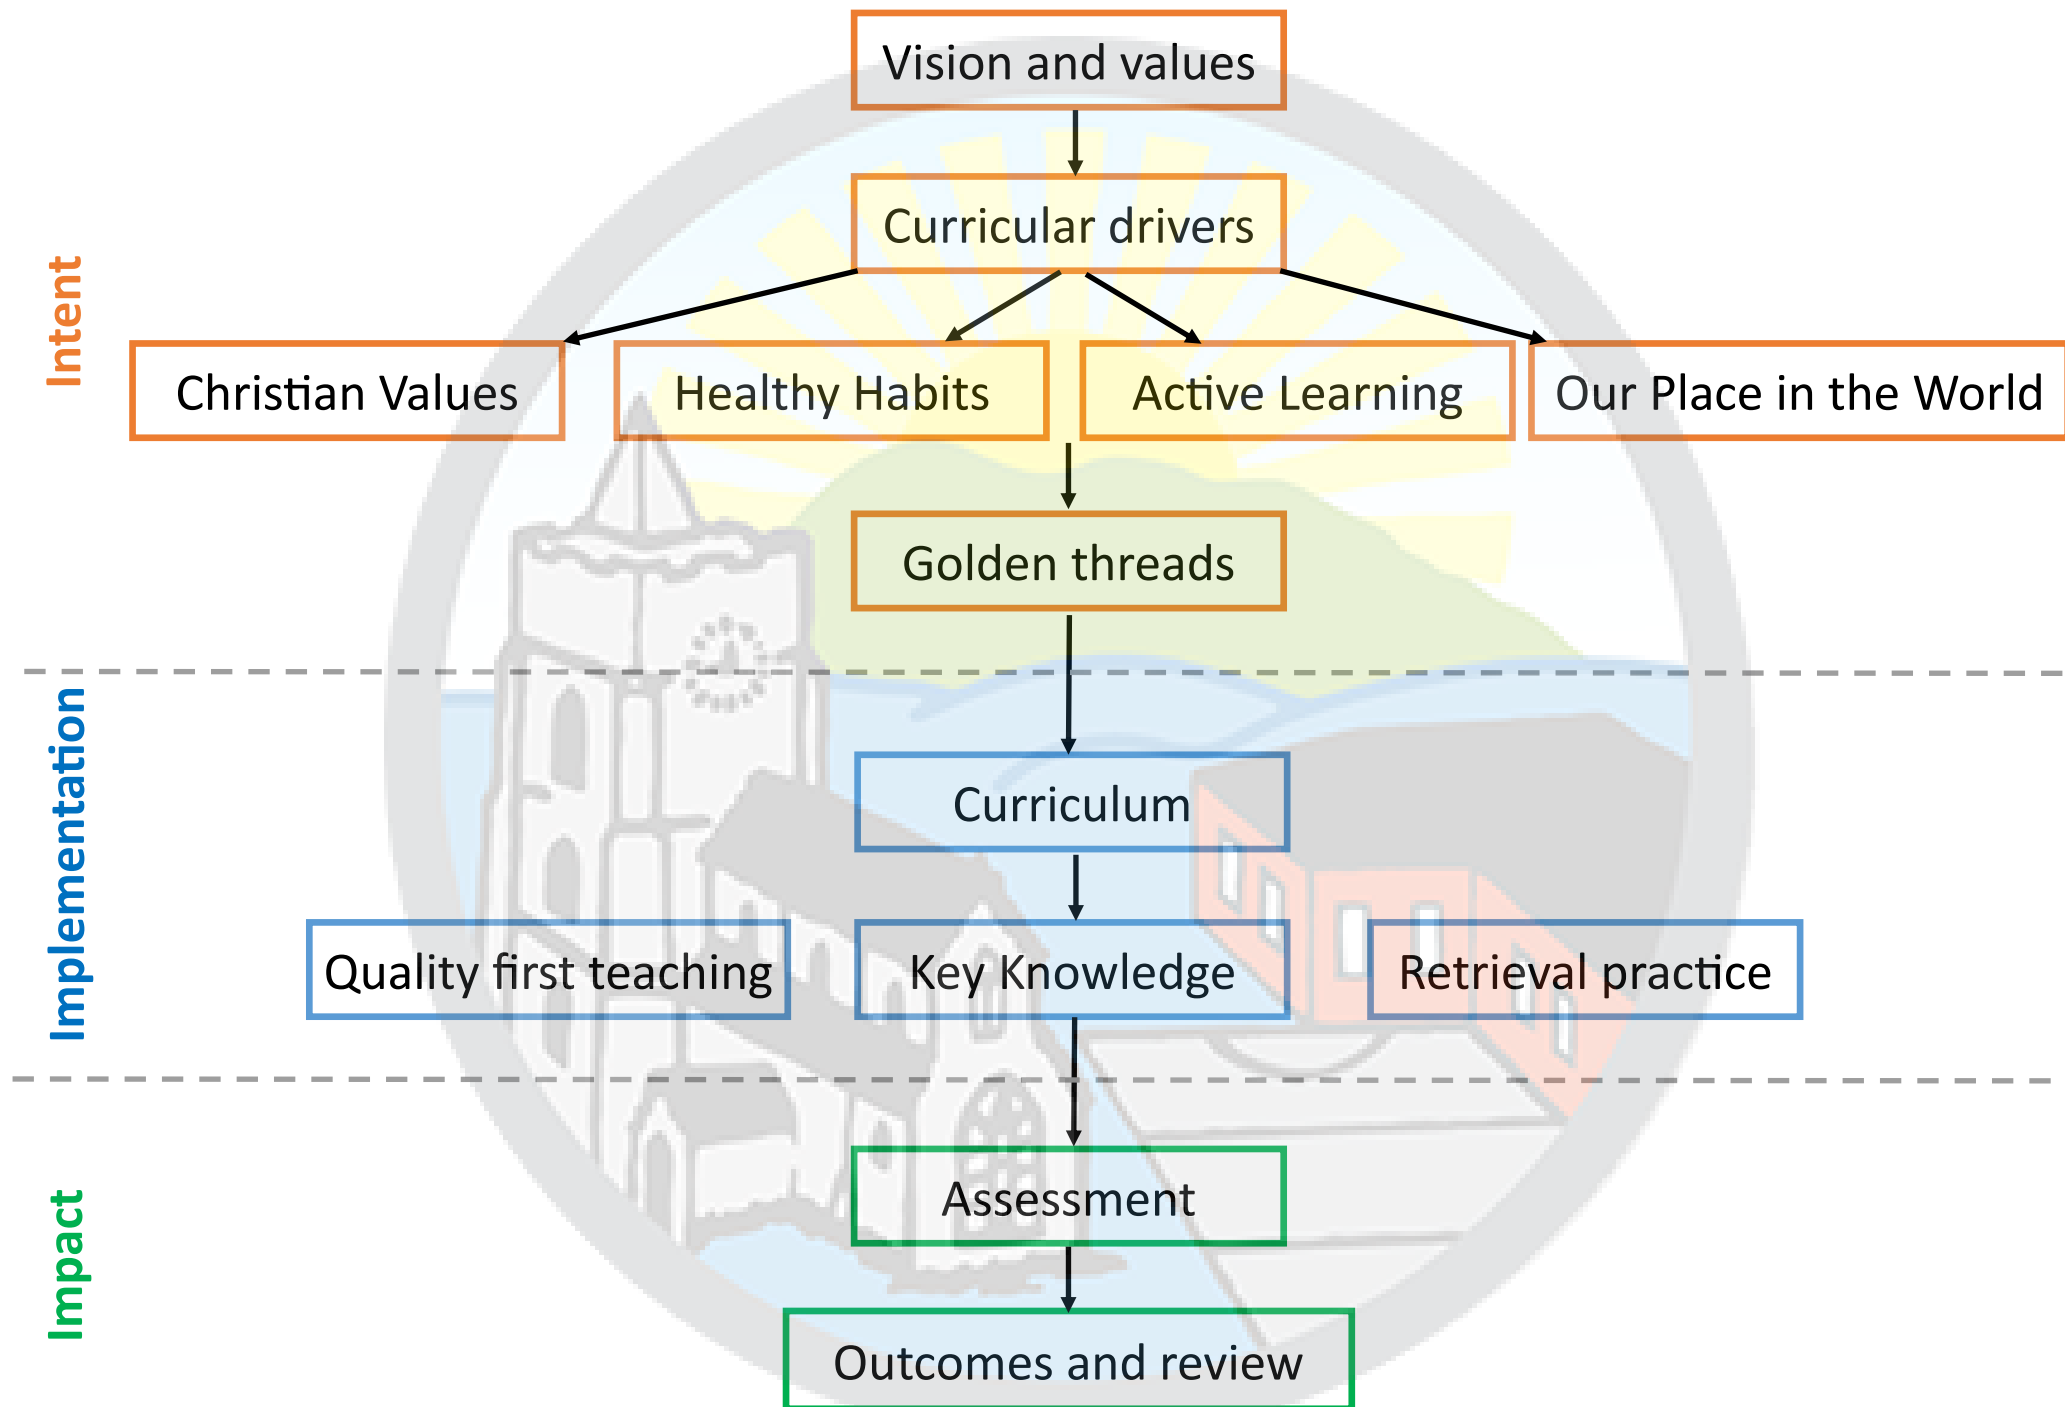 Vision and values
Curricular drivers
Intent
Christian Values
Healthy Habits
Active Learning
Our Place in the World
Golden threads
Implementation
Curriculum
Quality first teaching
Key Knowledge
Retrieval practice
Impact
Assessment
Outcomes and review